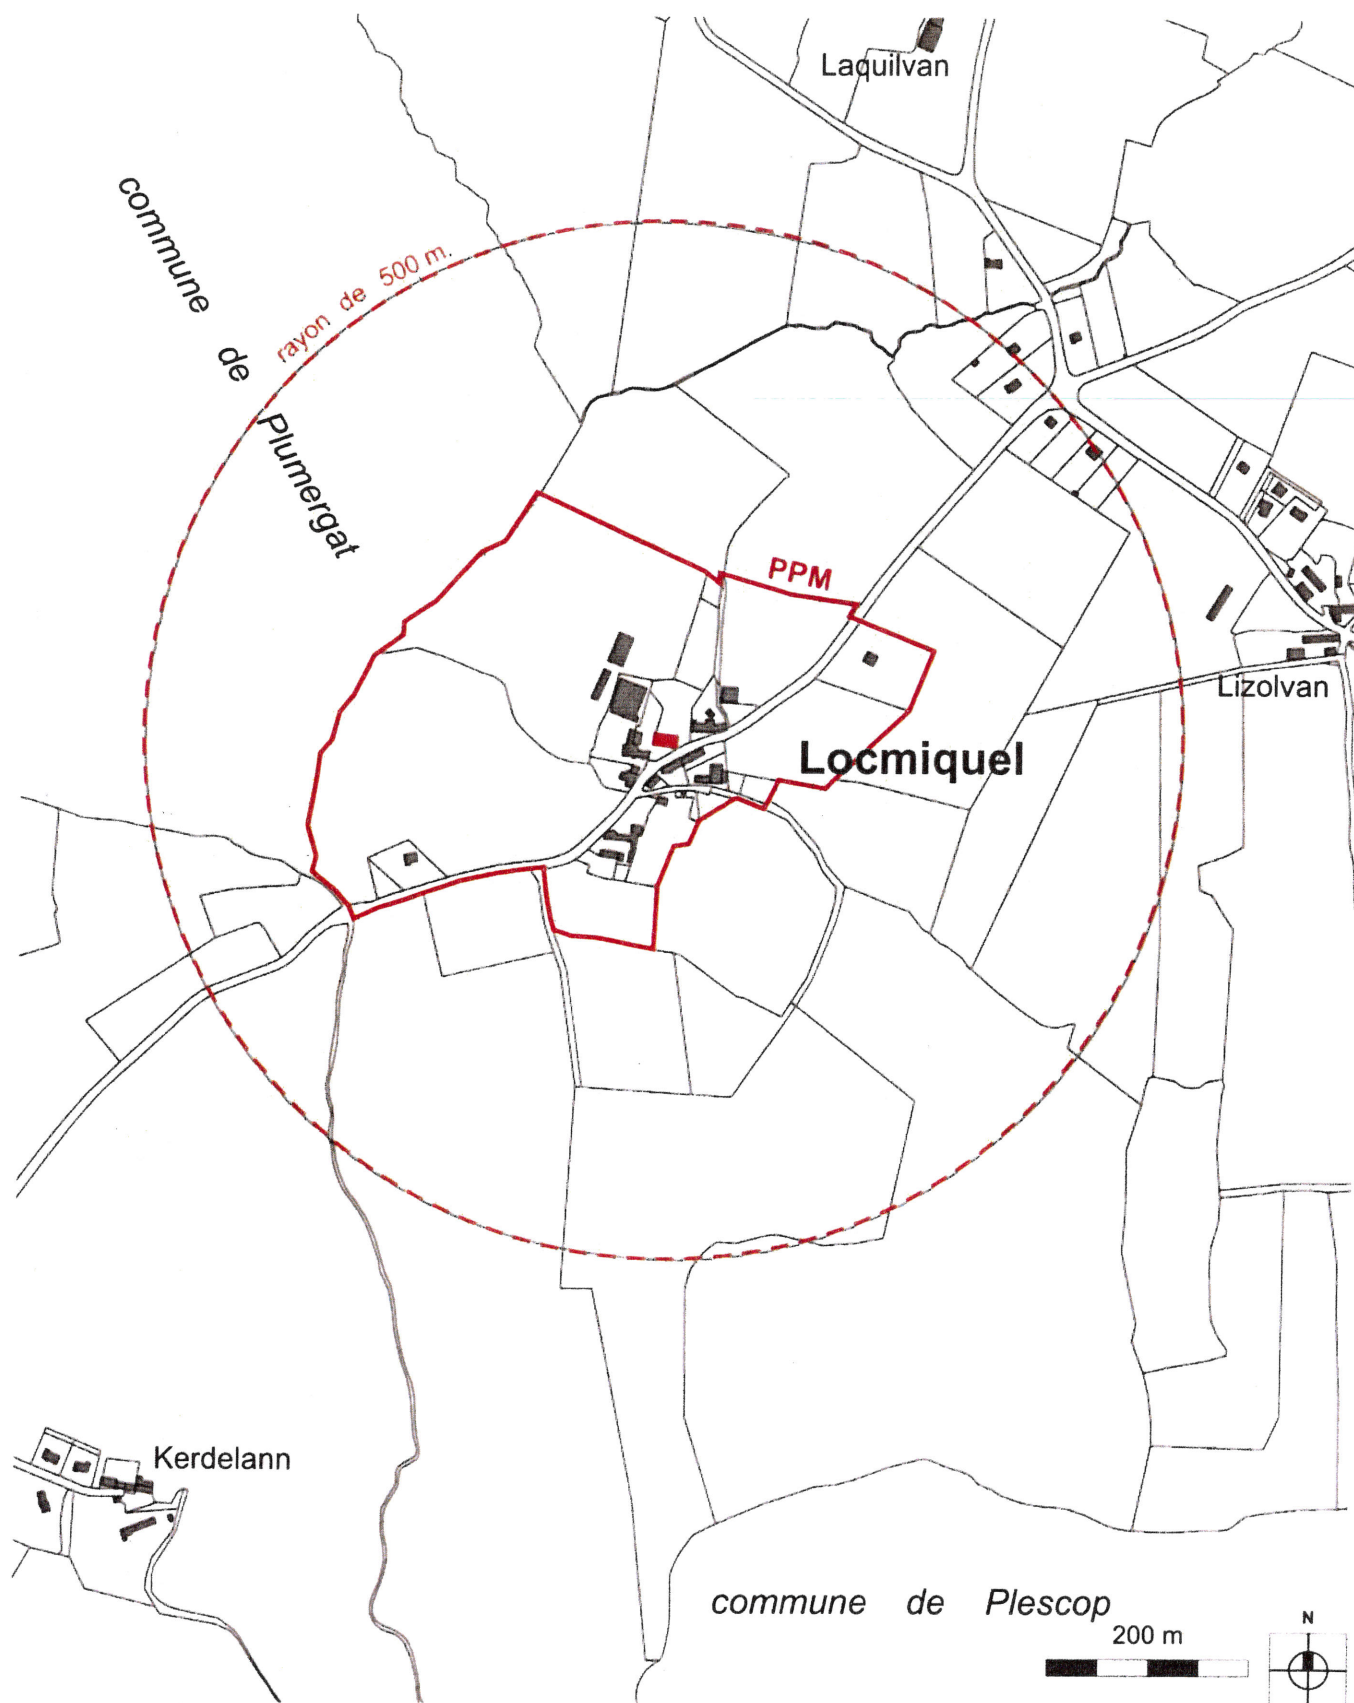 Laquilvan
commune de Plumergat
rayon de 500 m.
PPM
Lizolvan
Locmiquel
Kerdelann
commune de Plescop
200 m
N